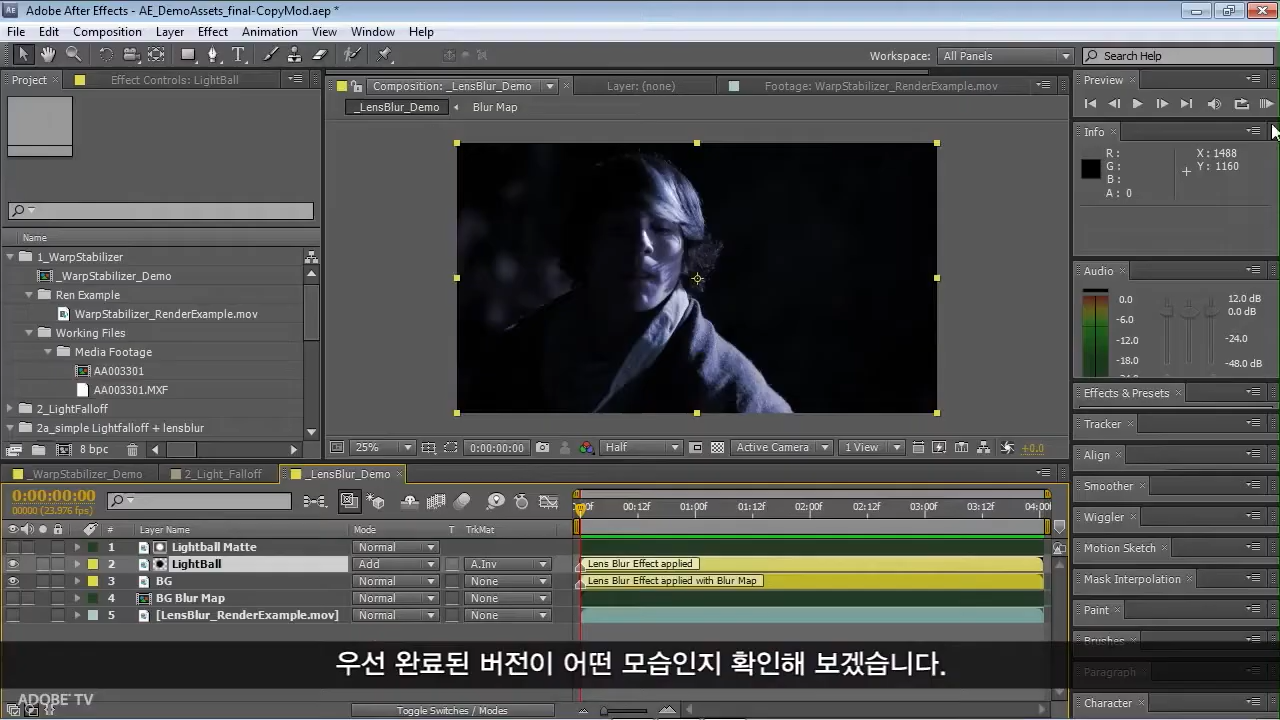 Adobe After Effects - AE_DemoAssets_final-CopyMod.aep *
File Edit Composition Layer Effect Animation View Window Help
Workspace: All Panels Search Help
Project Effect Controls: LightBall
Composition: _LensBlur_Demo Layer: (none) Footage: WarpStabilizer_RenderExample.mov
_LensBlur_Demo Blur Map
Preview
Info
R: X: 1488
G: Y: 1160
B:
A: 0
Name
1_WarpStabilizer
_WarpStabilizer_Demo
Ren Example
WarpStabilizer_RenderExample.mov
Working Files
Media Footage
AA003301
AA003301.MXF
2_LightFalloff
2a_simple Lightfalloff + lensblur
8 bpc
Audio
0.0 12.0 dB
-6.0 0.0 dB
-12.0 -24.0
-18.0 -48.0 dB
25% 0:00:00:00 Half Active Camera 1 View +0.0
Effects & Presets
Tracker
Align
Smoother
Wiggler
Motion Sketch
Mask Interpolation
Paint
Brushes
Paragraph
Character
_WarpStabilizer_Demo 2_Light_Falloff _LensBlur_Demo
0:00:00:00
00000 (23.976 fps)
00:12f 01:00f 01:12f 02:00f 02:12f 03:00f 03:12f 04:00f
# Layer Name Mode T TrkMat
1 Lightball Matte Normal
2 LightBall Add A.Inv Lens Blur Effect applied
3 BG Normal None Lens Blur Effect applied with Blur Map
4 BG Blur Map Normal None
5 [LensBlur_RenderExample.mov] Normal None
우선 완료된 버전이 어떤 모습인지 확인해 보겠습니다.
ADOBE TV
Toggle Switches / Modes